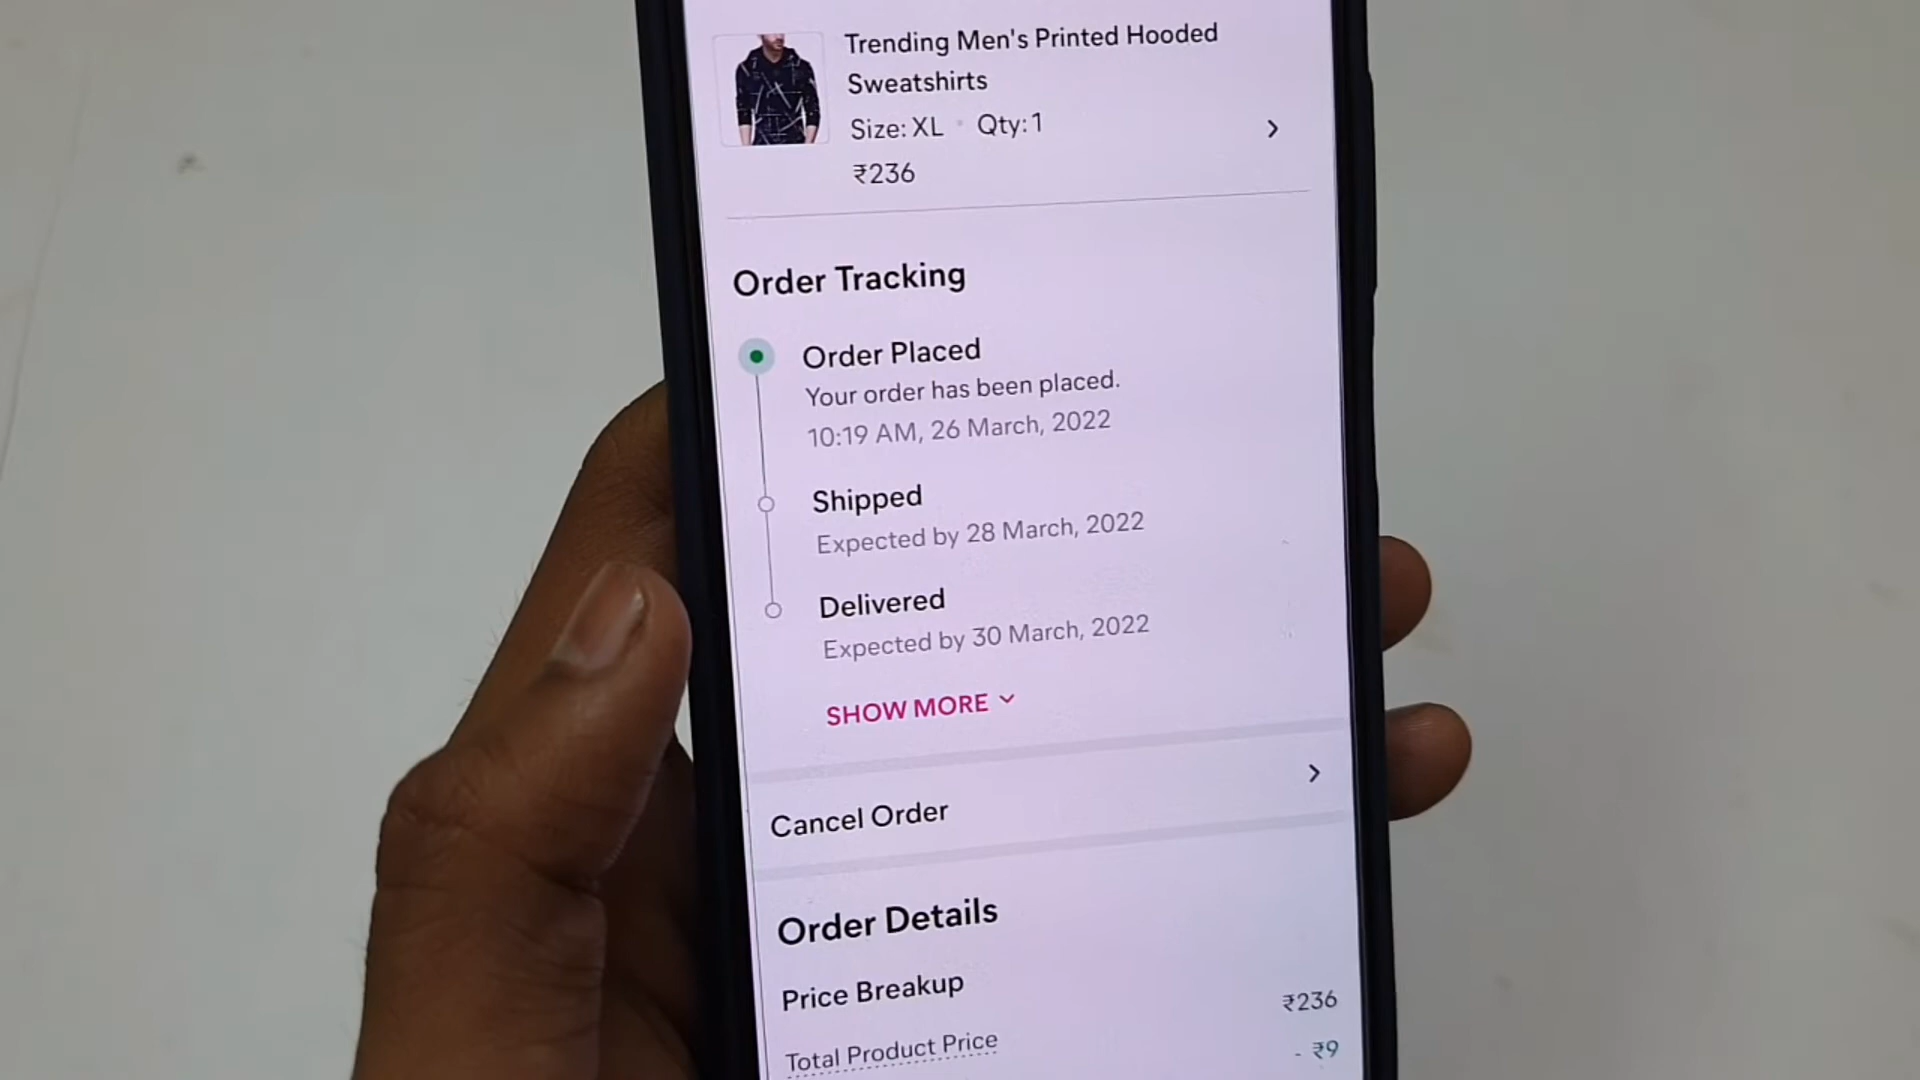 Trending Men's Printed Hooded
Sweatshirts
Size: XL • Qty: 1
₹236
Order Tracking
Order Placed
Your order has been placed.
10:19 AM, 26 March, 2022
Shipped
Expected by 28 March, 2022
Delivered
Expected by 30 March, 2022
SHOW MORE
Cancel Order
Order Details
Price Breakup
Total Product Price ₹236
- ₹9